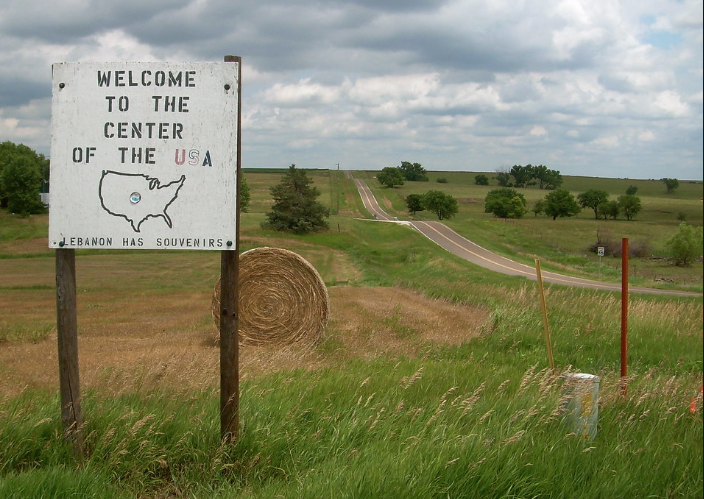 WELCOME
TO THE
CENTER
OF THE USA
LEBANON HAS SOUVENIRS